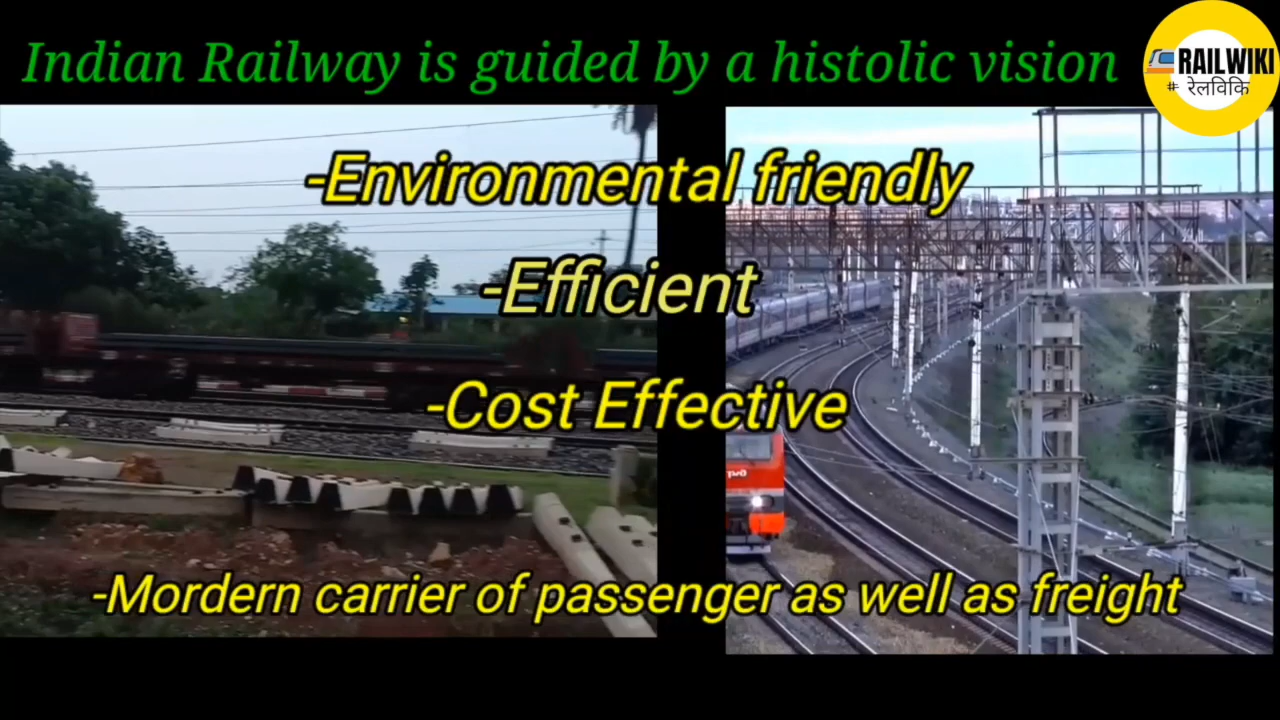 Indian Railway is guided by a histolic vision
RAILWIKI
# रेलविकि
-Environmental friendly
-Efficient
-Cost Effective
-Mordern carrier of passenger as well as freight